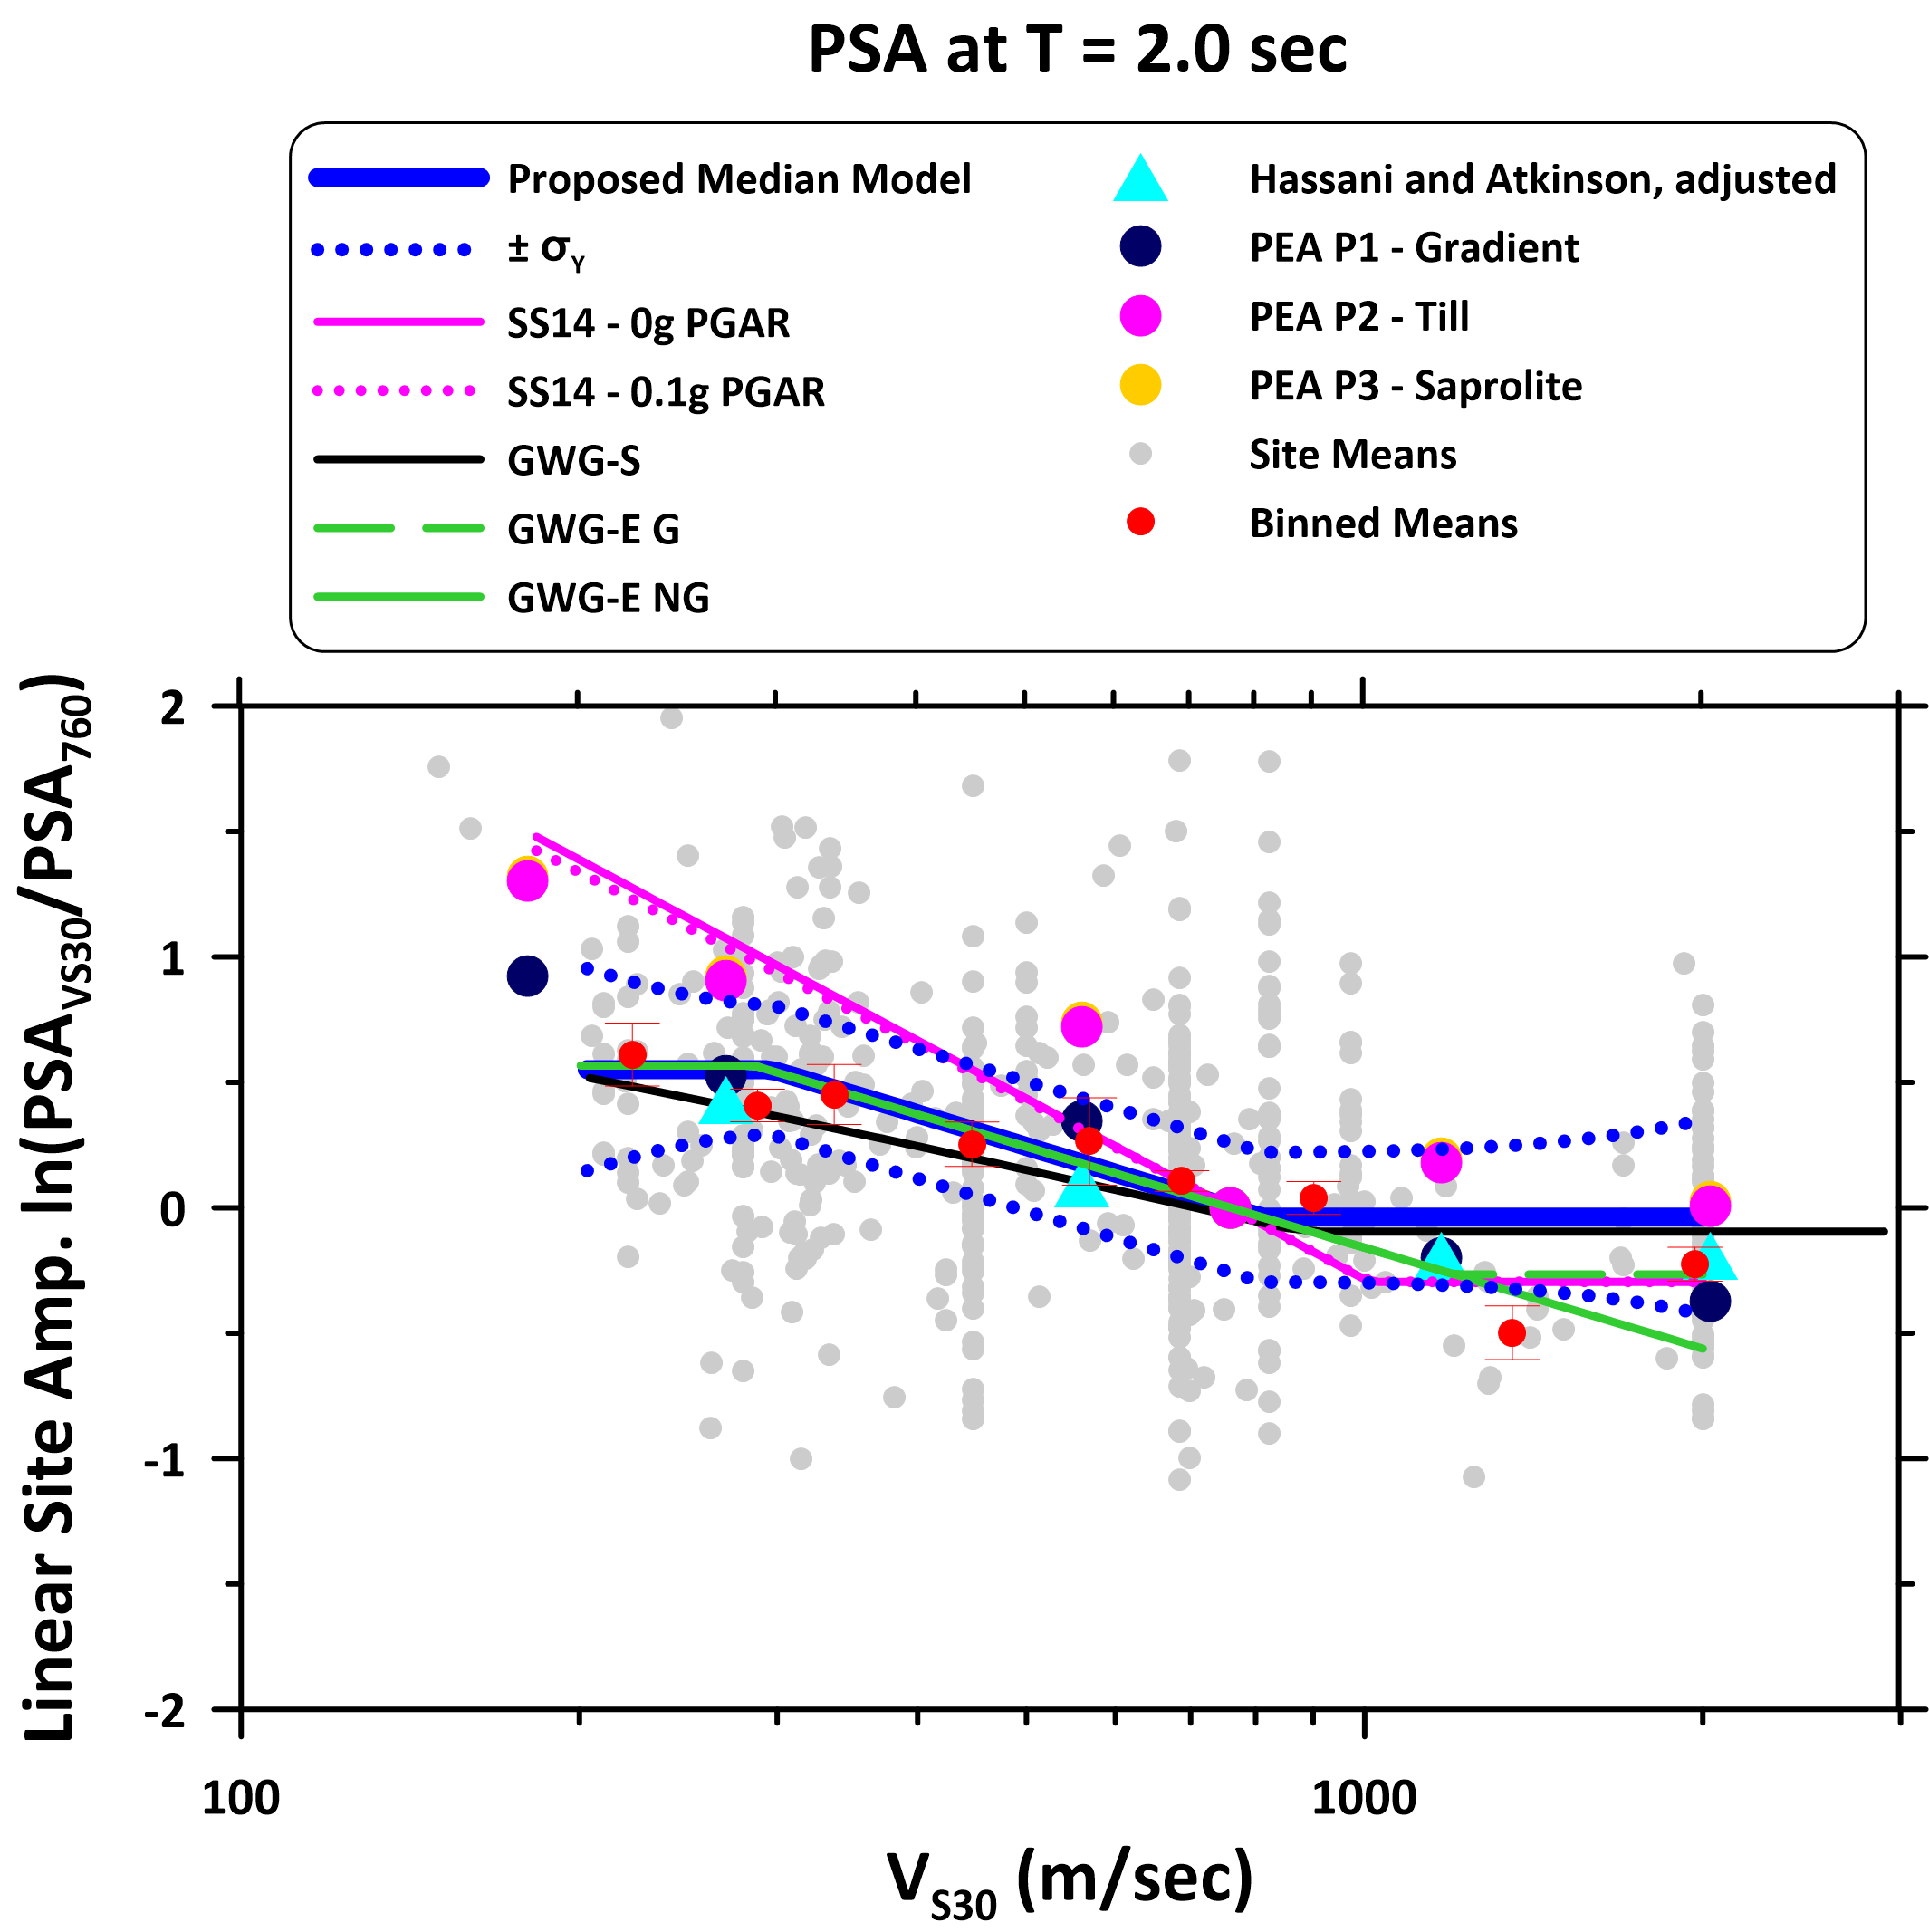 PSA at T = 2.0 sec
Proposed Median Model
± σγ
SS14 - 0g PGAR
SS14 - 0.1g PGAR
GWG-S
GWG-E G
GWG-E NG
Hassani and Atkinson, adjusted
PEA P1 - Gradient
PEA P2 - Till
PEA P3 - Saprolite
Site Means
Binned Means
Linear Site Amp. ln(PSAVS30/PSA760)
2
1
0
-1
-2
100
1000
VS30 (m/sec)